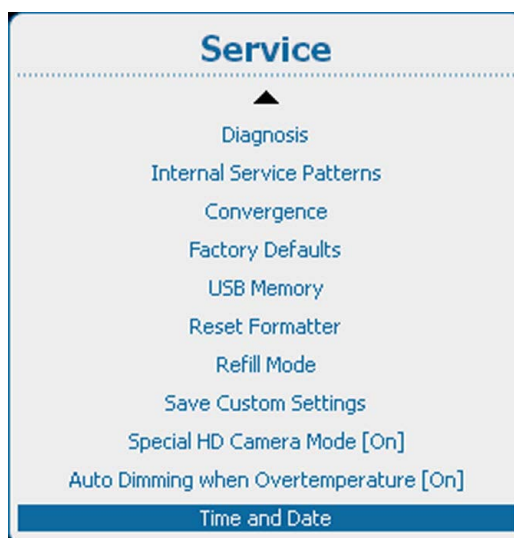 Service
Diagnosis
Internal Service Patterns
Convergence
Factory Defaults
USB Memory
Reset Formatter
Refill Mode
Save Custom Settings
Special HD Camera Mode [On]
Auto Dimming when Overtemperature [On]
Time and Date